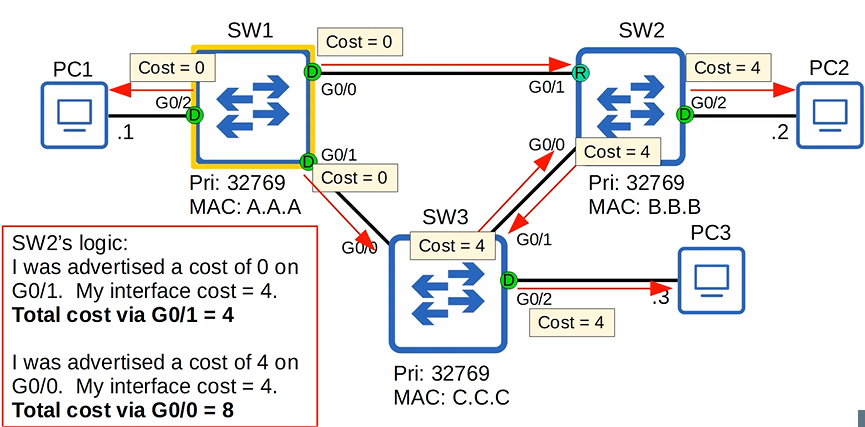 SW1
Cost = 0
SW2
PC1
Cost = 0
Cost = 4
PC2
D
R
G0/0
G0/1
G0/2
D
D
G0/2
.1
.2
G0/1
D
G0/0
Cost = 4
Cost = 0
Pri: 32769
MAC: A.A.A
Pri: 32769
MAC: B.B.B
SW3
PC3
G0/0
Cost = 4
G0/1
D
G0/2
.3
Cost = 4
Pri: 32769
MAC: C.C.C
SW2's logic:
I was advertised a cost of 0 on
G0/1. My interface cost = 4.
Total cost via G0/1 = 4
I was advertised a cost of 4 on
G0/0. My interface cost = 4.
Total cost via G0/0 = 8